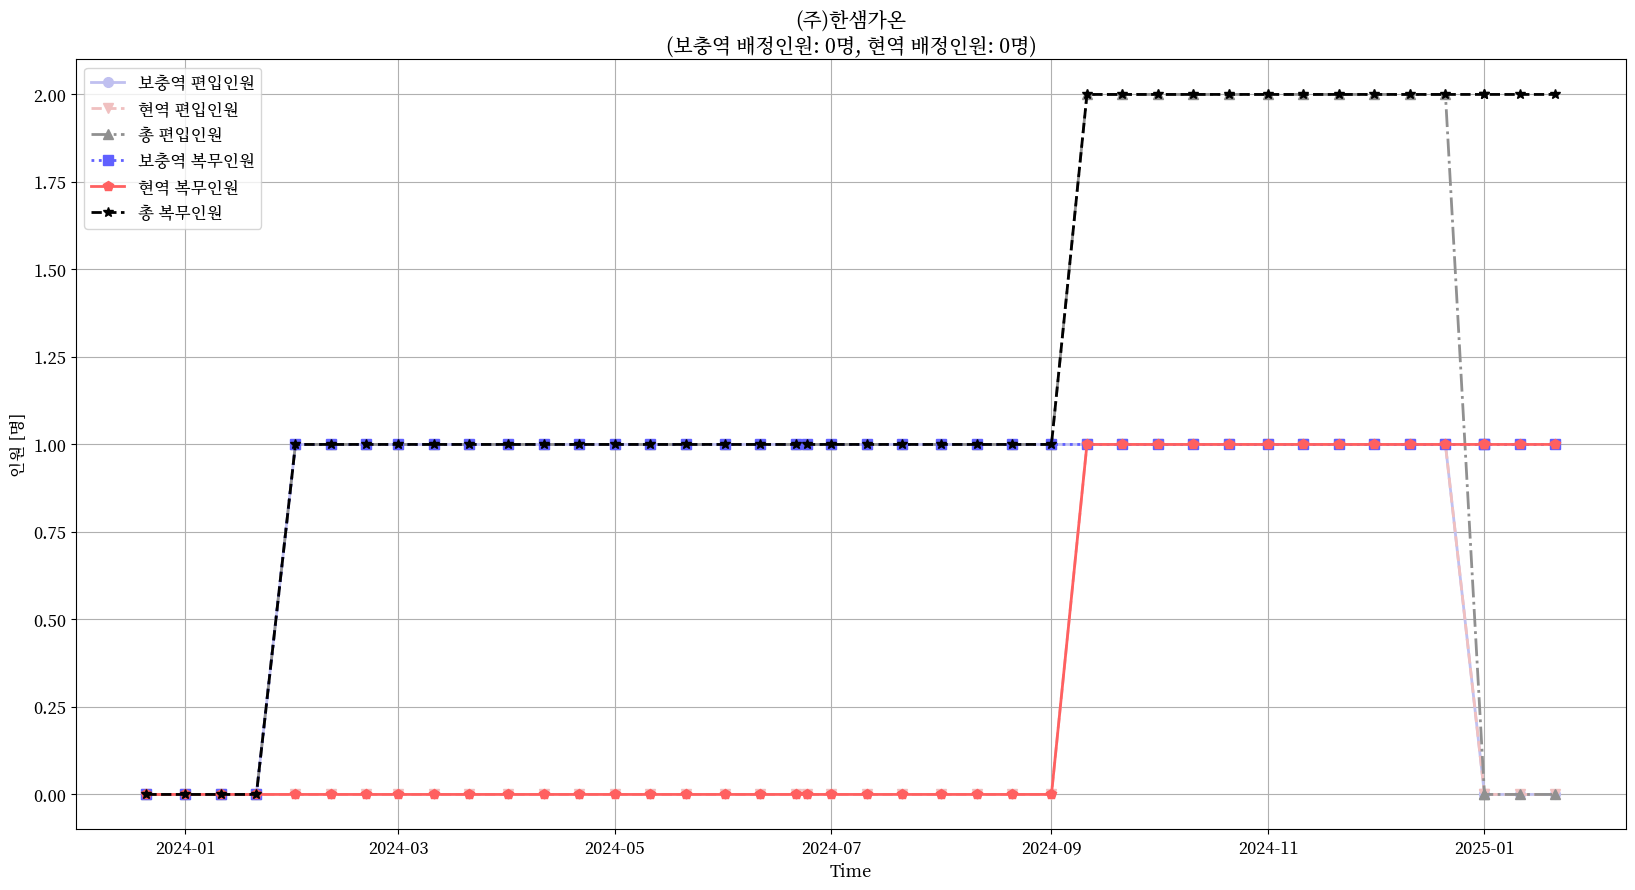 (주)한샘가온
(보충역 배정인원: 0명, 현역 배정인원: 0명)
보충역 편입인원
현역 편입인원
총 편입인원
보충역 복무인원
현역 복무인원
총 복무인원
2.00
1.75
1.50
1.25
1.00
0.75
0.50
0.25
0.00
인원 [명]
2024-01 2024-03 2024-05 2024-07 2024-09 2024-11 2025-01
Time